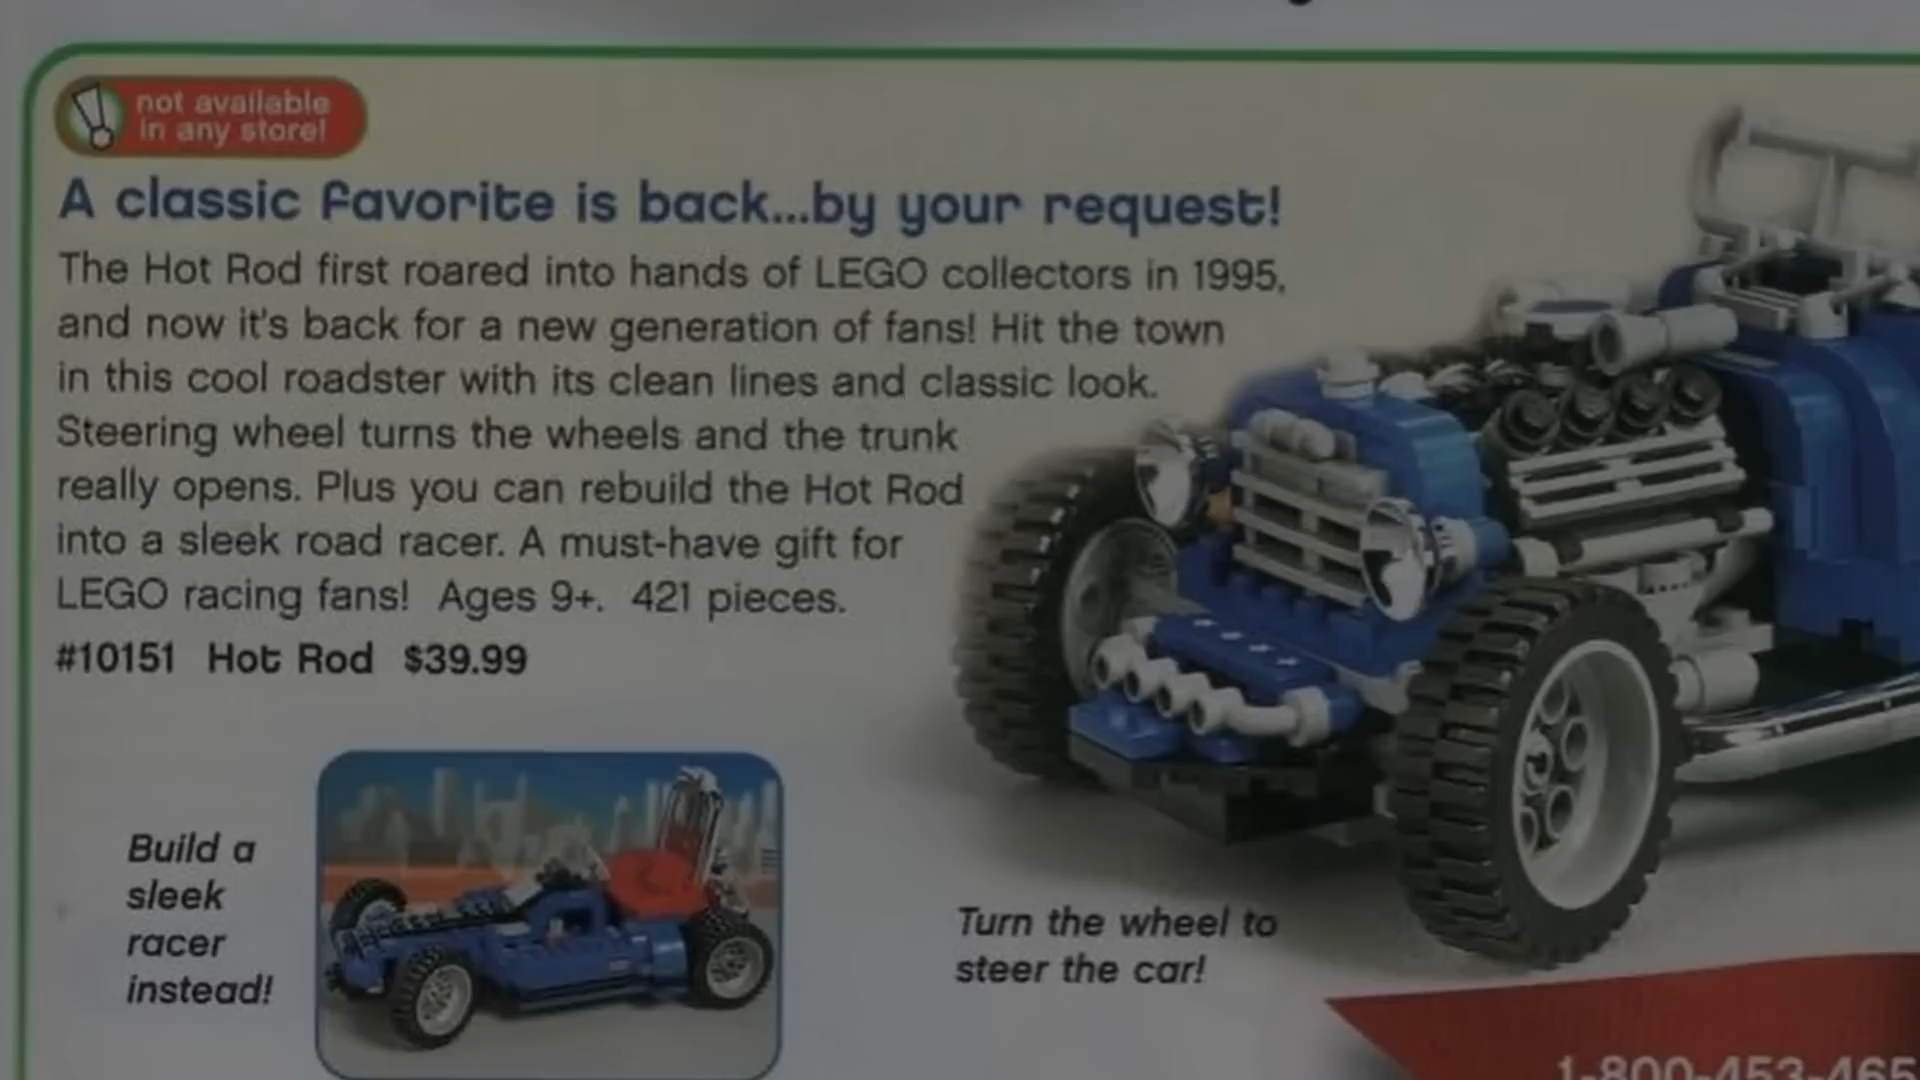 not available
in any store!
A classic favorite is back...by your request!
The Hot Rod first roared into hands of LEGO collectors in 1995,
and now it's back for a new generation of fans! Hit the town
in this cool roadster with its clean lines and classic look.
Steering wheel turns the wheels and the trunk
really opens. Plus you can rebuild the Hot Rod
into a sleek road racer. A must-have gift for
LEGO racing fans! Ages 9+. 421 pieces.
#10151 Hot Rod $39.99
Build a
sleek
racer
instead!
Turn the wheel to
steer the car!
1-800-453-465